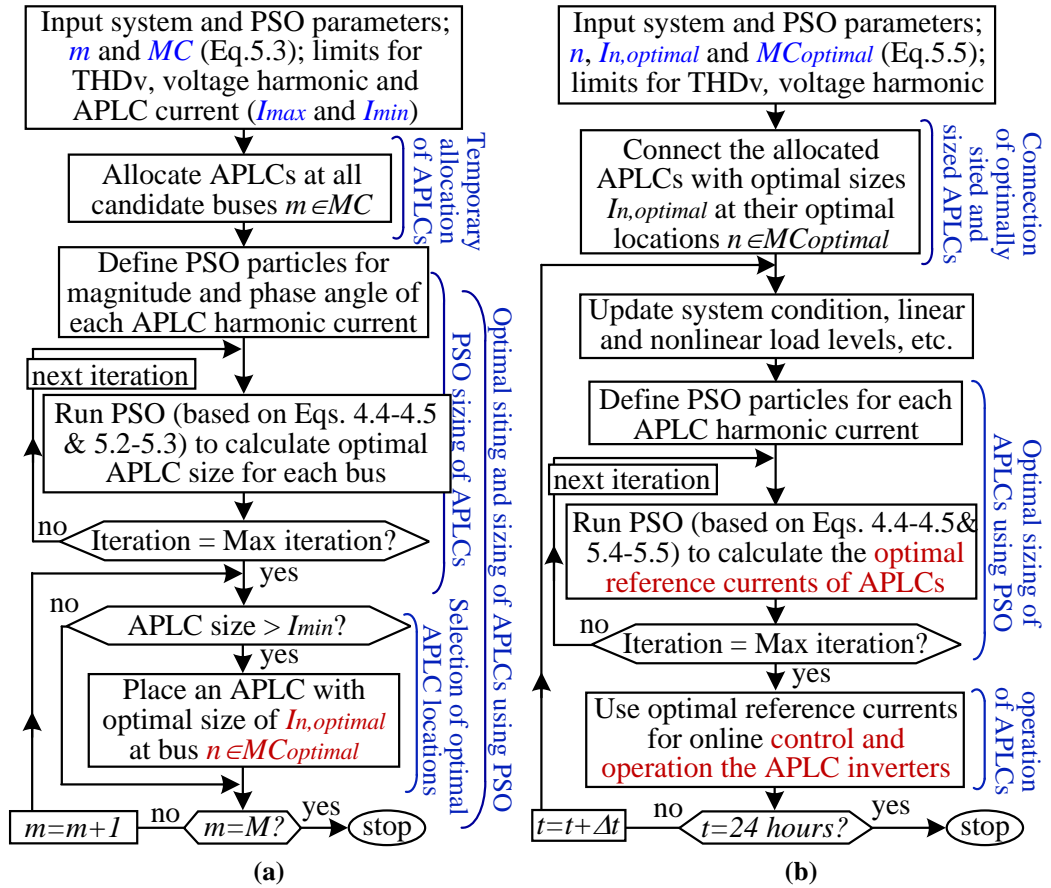 Input system and PSO parameters;
m and MC (Eq.5.3); limits for
THDv, voltage harmonic and
APLC current (Imax and Imin)
Temporary
allocation
of APLCs
Allocate APLCs at all
candidate buses m∈MC
Define PSO particles for
magnitude and phase angle of
each APLC harmonic current
next iteration
Run PSO (based on Eqs. 4.4-4.5
& 5.2-5.3) to calculate optimal
APLC size for each bus
no
Iteration = Max iteration?
yes
PSO sizing of APLCs
Optimal siting and sizing of APLCs using PSO
no
APLC size > Imin?
yes
Place an APLC with
optimal size of In,optimal
at bus n∈MCoptimal
Selection of optimal
APLC locations
m=m+1
no
m=M?
yes
stop
(a)
Input system and PSO parameters;
n, In,optimal and MCoptimal (Eq.5.5);
limits for THDv, voltage harmonic
Connection
of optimally
sited and
sized APLCs
Connect the allocated
APLCs with optimal sizes
In,optimal at their optimal
locations n∈MCoptimal
Update system condition, linear
and nonlinear load levels, etc.
Define PSO particles for each
APLC harmonic current
next iteration
Run PSO (based on Eqs. 4.4-4.5&
5.4-5.5) to calculate the optimal
reference currents of APLCs
no
Iteration = Max iteration?
yes
Optimal sizing of
APLCs using PSO
Use optimal reference currents
for online control and
operation the APLC inverters
operation
of APLCs
t=t+Δt
no
t=24 hours?
yes
stop
(b)